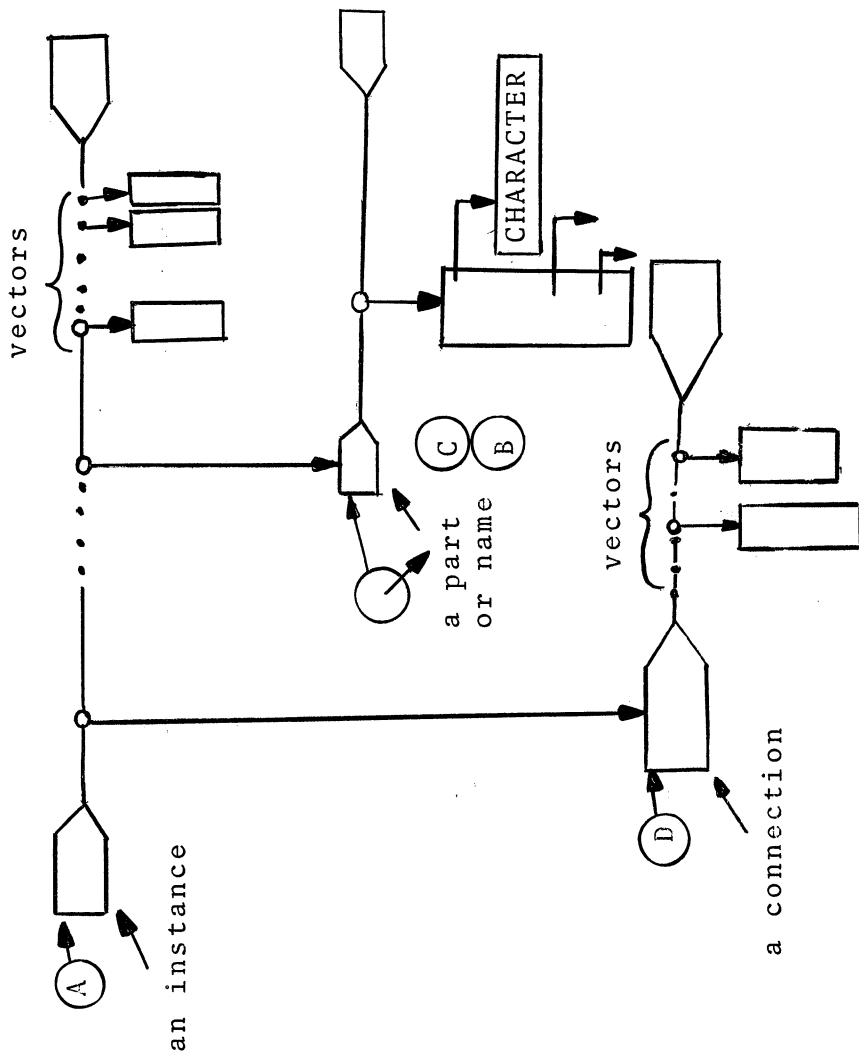 vectors
CHARACTER
C
B
a part
or name
vectors
A
an instance
D
a connection